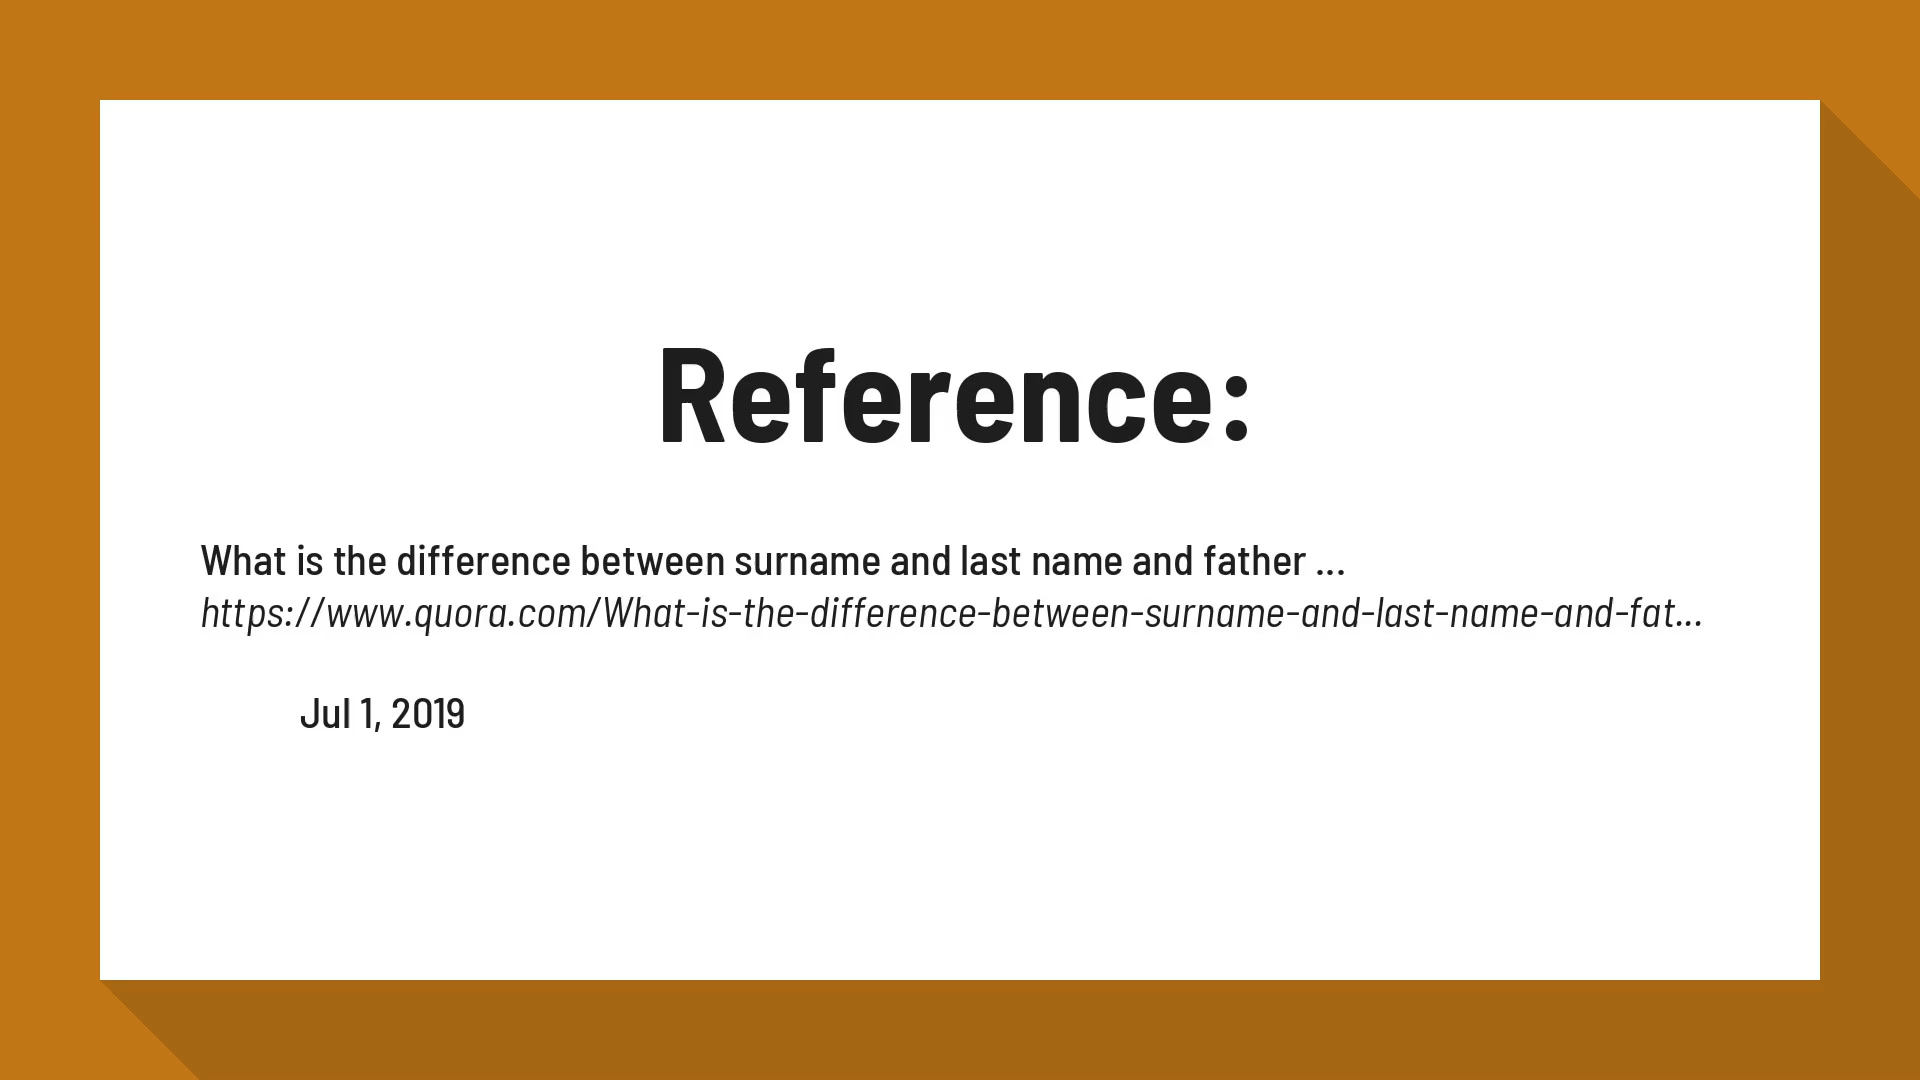 Reference:
What is the difference between surname and last name and father ...
https://www.quora.com/What-is-the-difference-between-surname-and-last-name-and-fat...
Jul 1, 2019